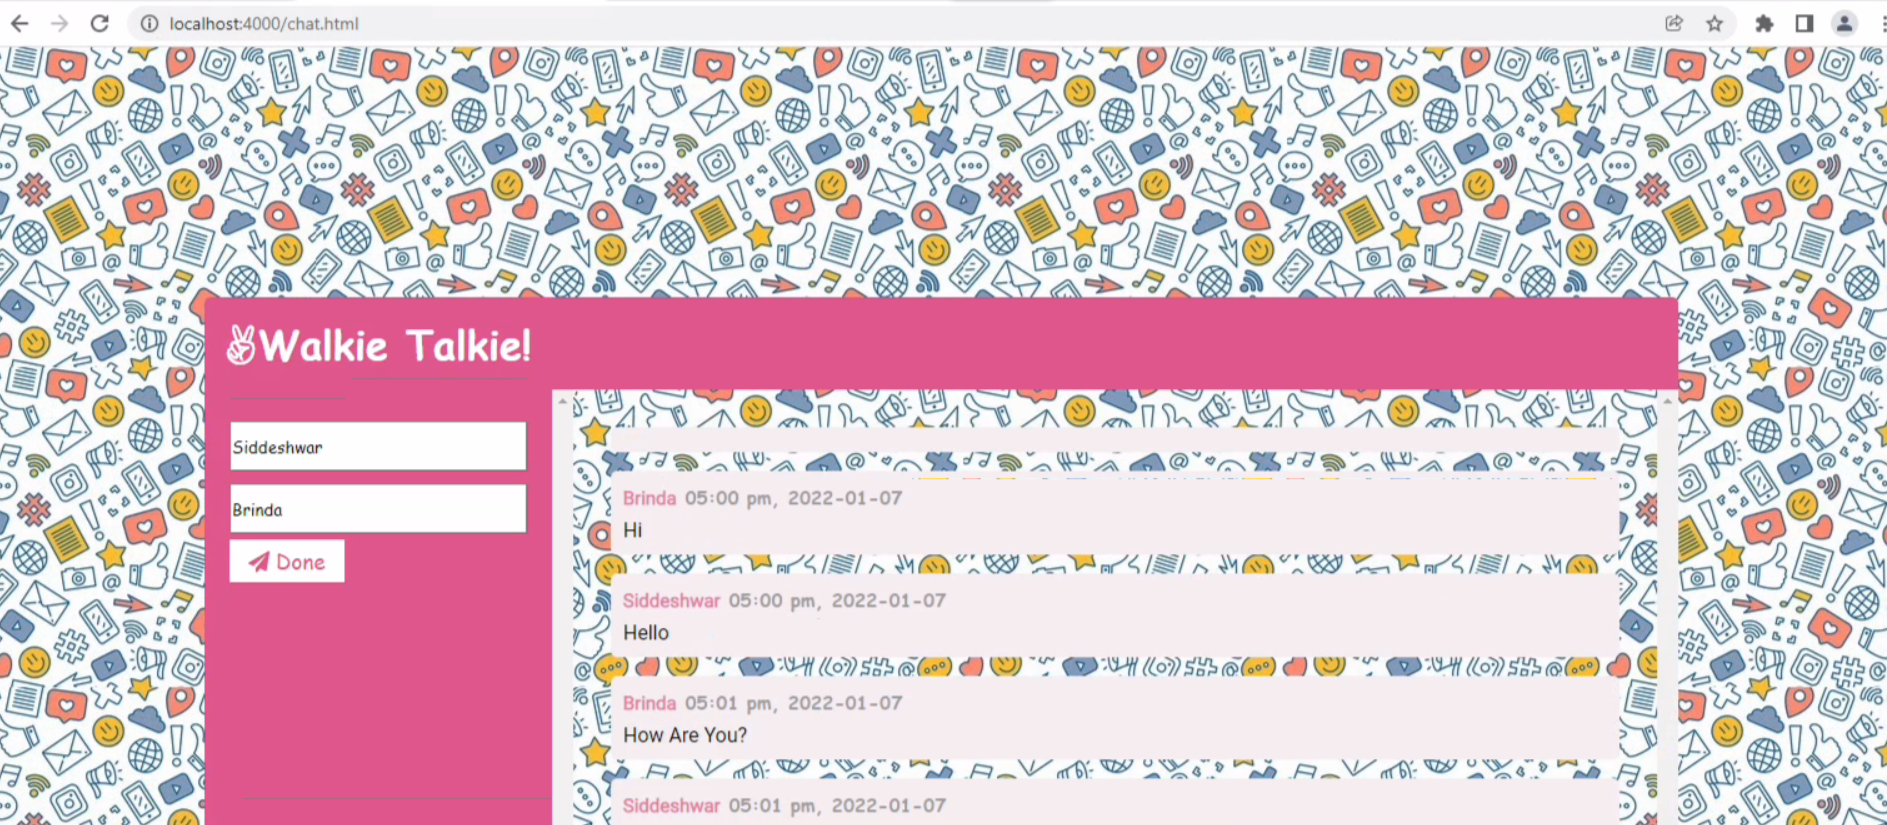 localhost:4000/chat.html
✌Walkie Talkie!
Siddeshwar
Brinda
Done
Brinda 05:00 pm, 2022-01-07
Hi
Siddeshwar 05:00 pm, 2022-01-07
Hello
Brinda 05:01 pm, 2022-01-07
How Are You?
Siddeshwar 05:01 pm, 2022-01-07